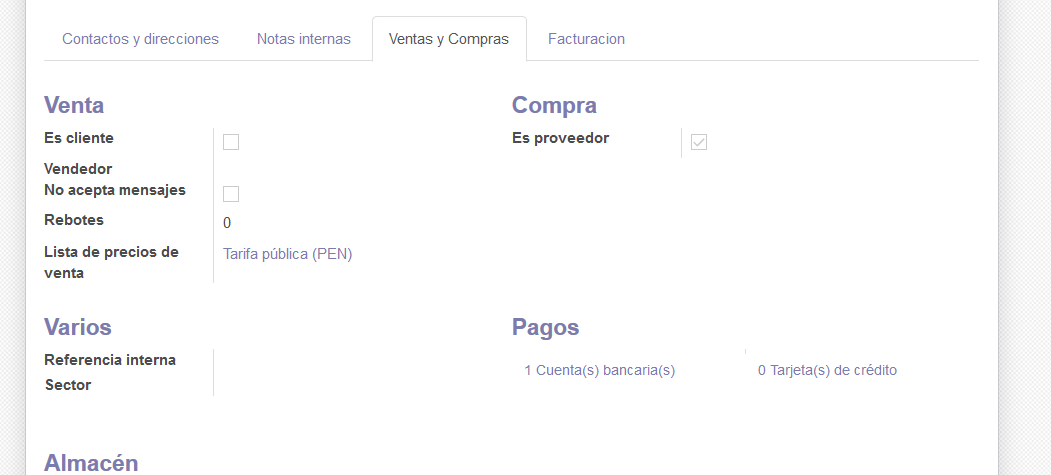 Contactos y direcciones Notas internas Ventas y Compras Facturacion
Venta Compra
Es cliente Es proveedor
Vendedor
No acepta mensajes
Rebotes 0
Lista de precios de Tarifa pública (PEN)
venta
Varios Pagos
Referencia interna 1 Cuenta(s) bancaria(s) 0 Tarjeta(s) de crédito
Sector
Almacén